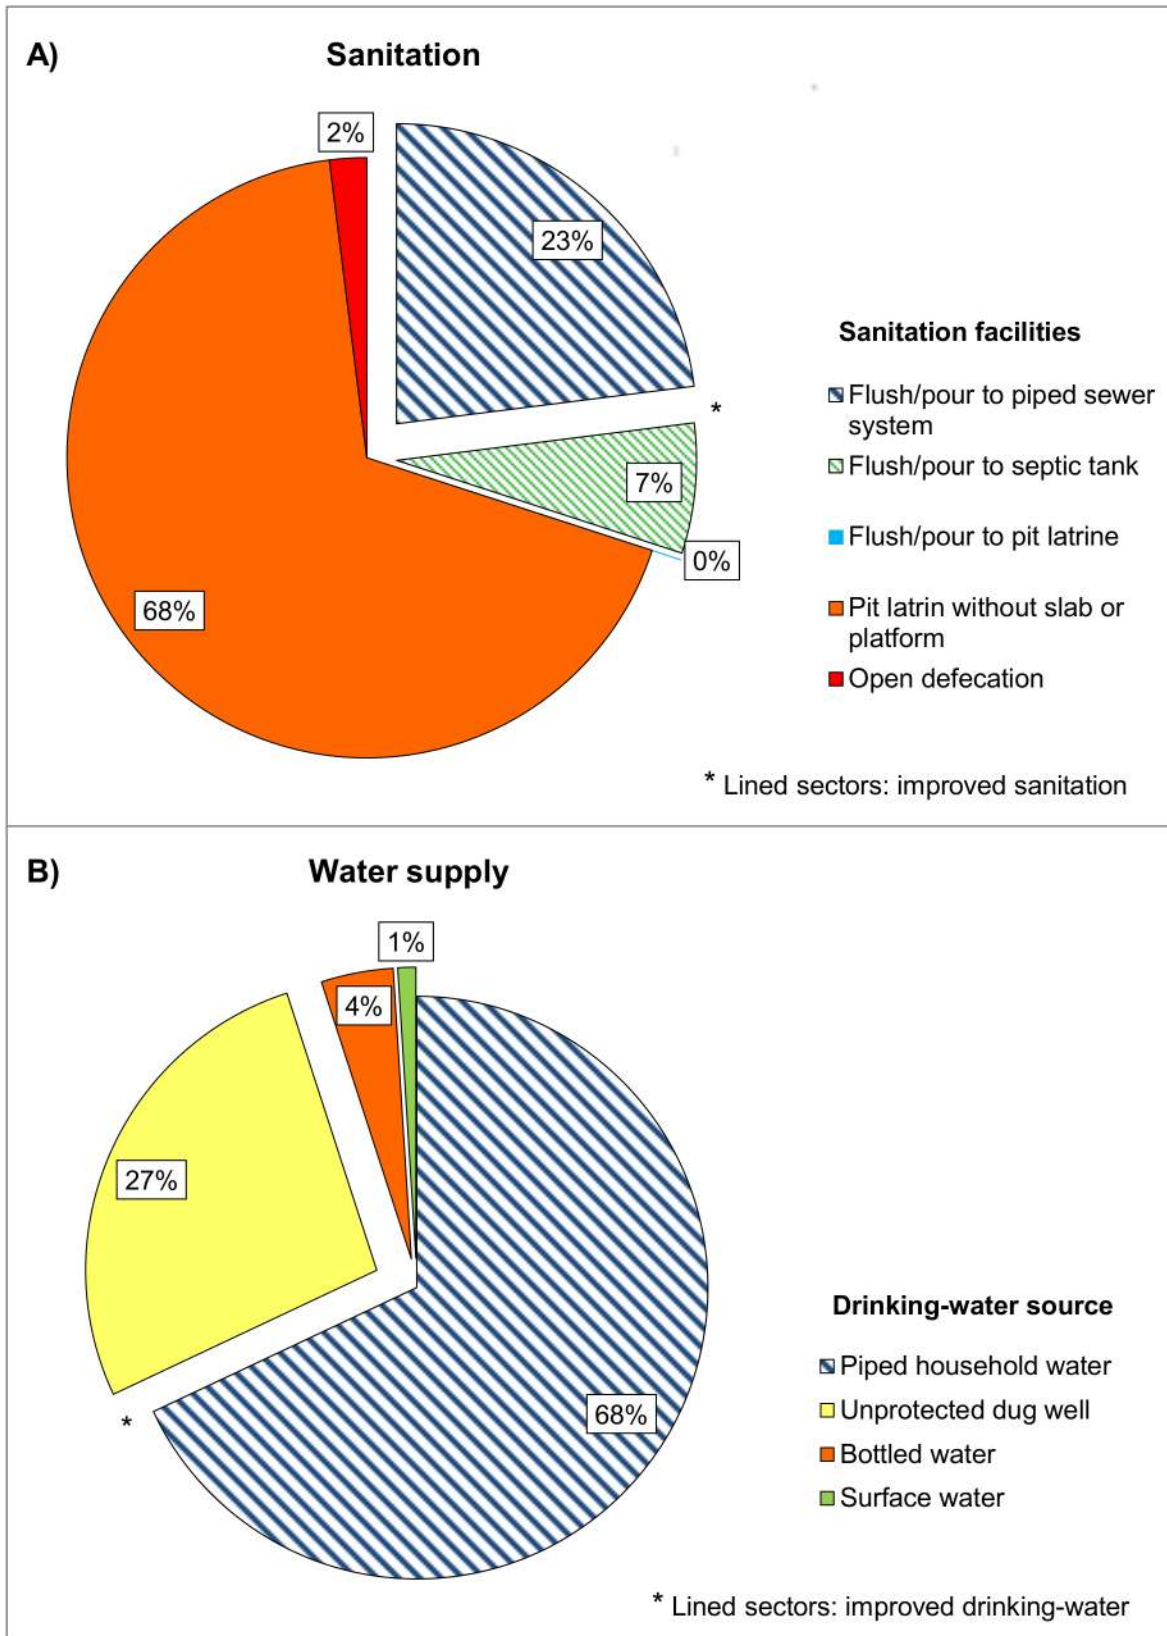 A)
Sanitation
2%
23%
*
7%
0%
68%
Sanitation facilities
Flush/pour to piped sewer
system
Flush/pour to septic tank
Flush/pour to pit latrine
Pit latrin without slab or
platform
Open defecation
* Lined sectors: improved sanitation
B)
Water supply
1%
4%
27%
68%
*
Drinking-water source
Piped household water
Unprotected dug well
Bottled water
Surface water
* Lined sectors: improved drinking-water